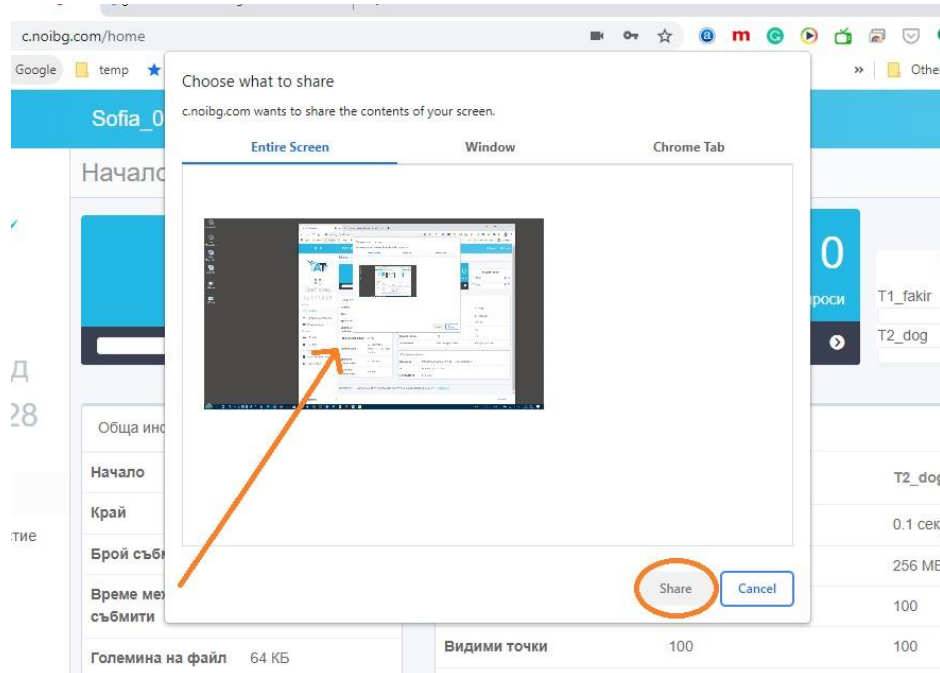 c.noibg.com/home
Google
temp
Othe
Choose what to share
c.noibg.com wants to share the contents of your screen.
Entire Screen
Window
Chrome Tab
Sofia_0
Начало
0
роси
T1_fakir
T2_dog
Д
28
Обща инс
Начало
T2_dog
Край
0.1 сек
тие
Брой събм
256 МБ
Време меж
събмити
100
Share
Cancel
Видими точки
100
100
Големина на файл
64 КБ